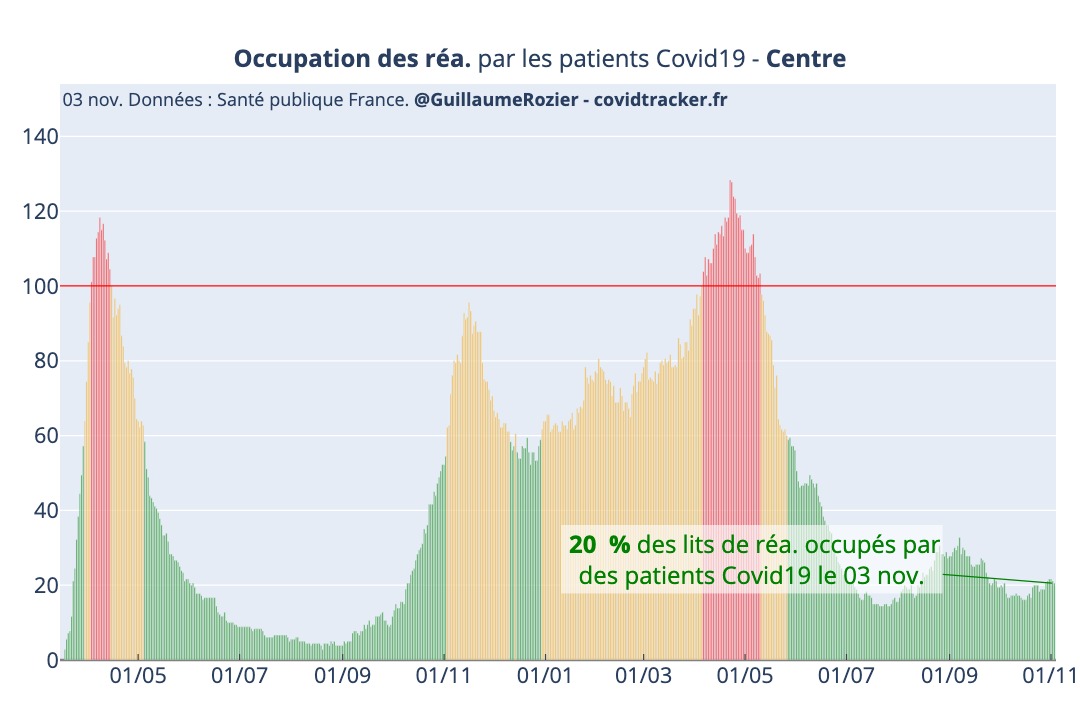 Occupation des réa. par les patients Covid19 - Centre
03 nov. Données : Santé publique France. @GuillaumeRozier - covidtracker.fr
140
120
100
80
60
40
20
0
20 % des lits de réa. occupés par
des patients Covid19 le 03 nov.
01/05 01/07 01/09 01/11 01/01 01/03 01/05 01/07 01/09 01/11